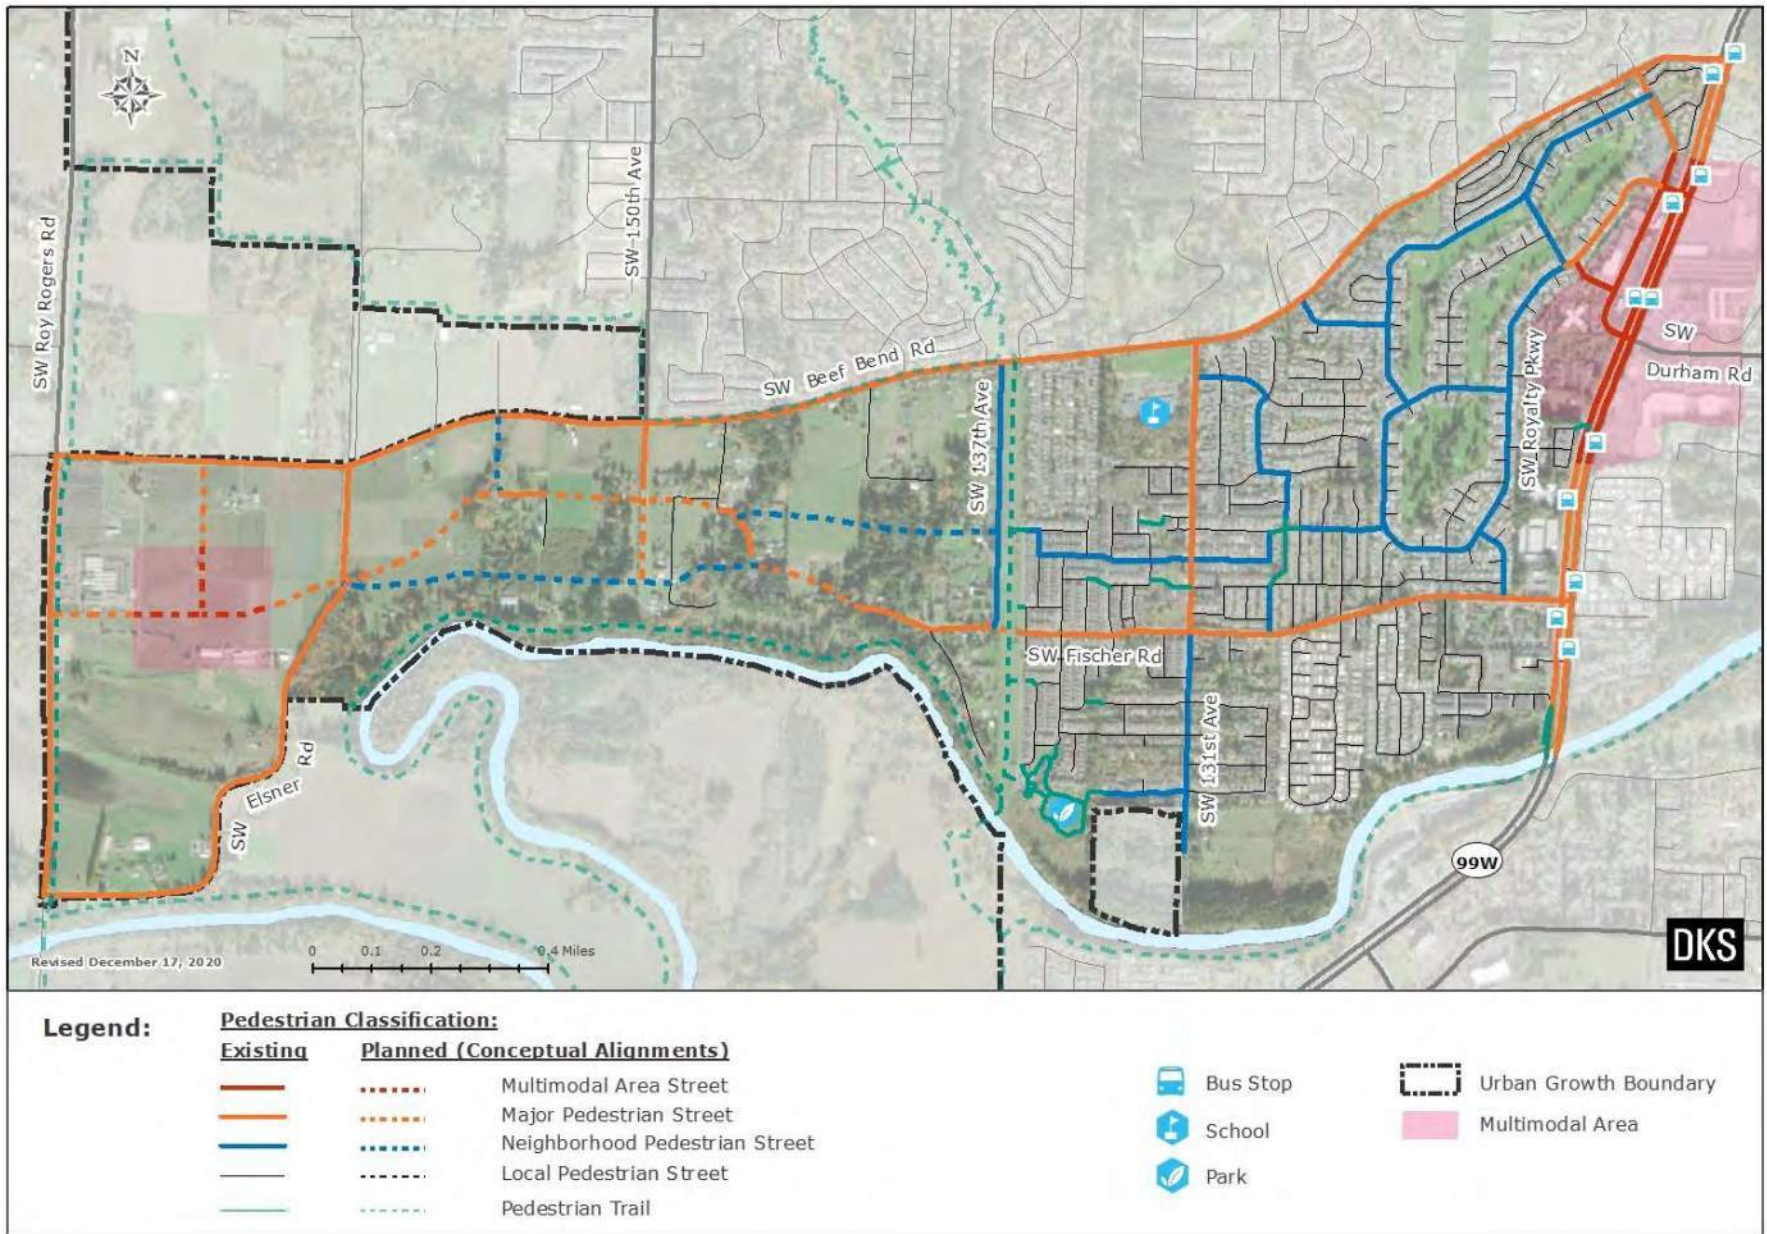 N
SW Roy Rogers Rd
SW 150th Ave
SW Beef Bend Rd
SW 137th Ave
SW Royalty Pkwy
SW
Durham Rd
SW Fischer Rd
SW 131st Ave
SW Elsner Rd
99W
0 0.1 0.2 0.4 Miles
Revised December 17, 2020
DKS
Legend:
Pedestrian Classification:
Existing Planned (Conceptual Alignments)
Multimodal Area Street
Major Pedestrian Street
Neighborhood Pedestrian Street
Local Pedestrian Street
Pedestrian Trail
Bus Stop
School
Park
Urban Growth Boundary
Multimodal Area